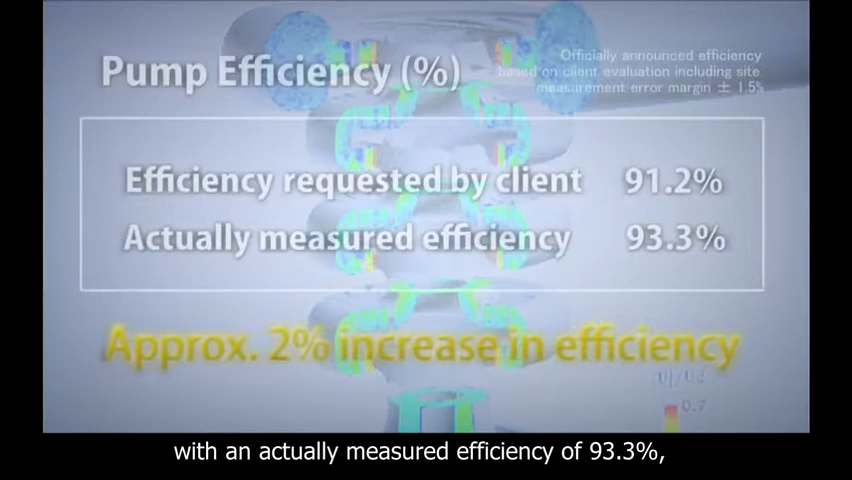 Pump Efficiency (%)
Officially announced efficiency
based on client evaluation including site
measurement error margin ± 1.5%
Efficiency requested by client 91.2%
Actually measured efficiency 93.3%
Approx. 2% increase in efficiency
|U|/U2
0.7
with an actually measured efficiency of 93.3%,